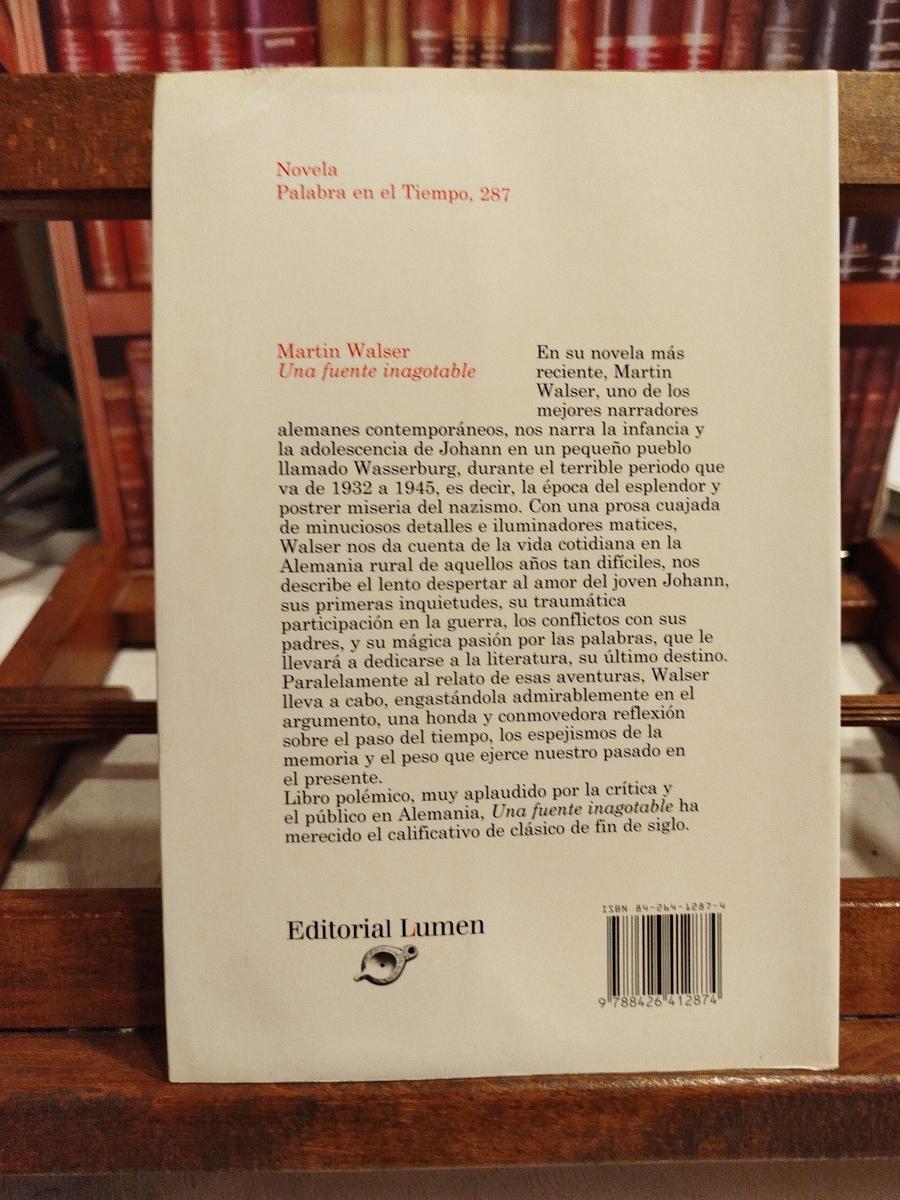 Novela
Palabra en el Tiempo, 287
Martin Walser
Una fuente inagotable
En su novela más
reciente, Martin
Walser, uno de los
mejores narradores
alemanes contemporáneos, nos narra la infancia y
la adolescencia de Johann en un pequeño pueblo
llamado Wasserburg, durante el terrible periodo que
va de 1932 a 1945, es decir, la época del esplendor y
postrer miseria del nazismo. Con una prosa cuajada
de minuciosos detalles e iluminadores matices,
Walser nos da cuenta de la vida cotidiana en la
Alemania rural de aquellos años tan difíciles, nos
describe el lento despertar al amor del joven Johann,
sus primeras inquietudes, su traumática
participación en la guerra, los conflictos con sus
padres, y su mágica pasión por las palabras, que le
llevará a dedicarse a la literatura, su último destino.
Paralelamente al relato de esas aventuras, Walser
lleva a cabo, engastándola admirablemente en el
argumento, una honda y conmovedora reflexión
sobre el paso del tiempo, los espejismos de la
memoria y el peso que ejerce nuestro pasado en
el presente.
Libro polémico, muy aplaudido por la crítica y
el público en Alemania, Una fuente inagotable ha
merecido el calificativo de clásico de fin de siglo.
Editorial Lumen
ISBN 84-264-1287-4
9 788426 412874